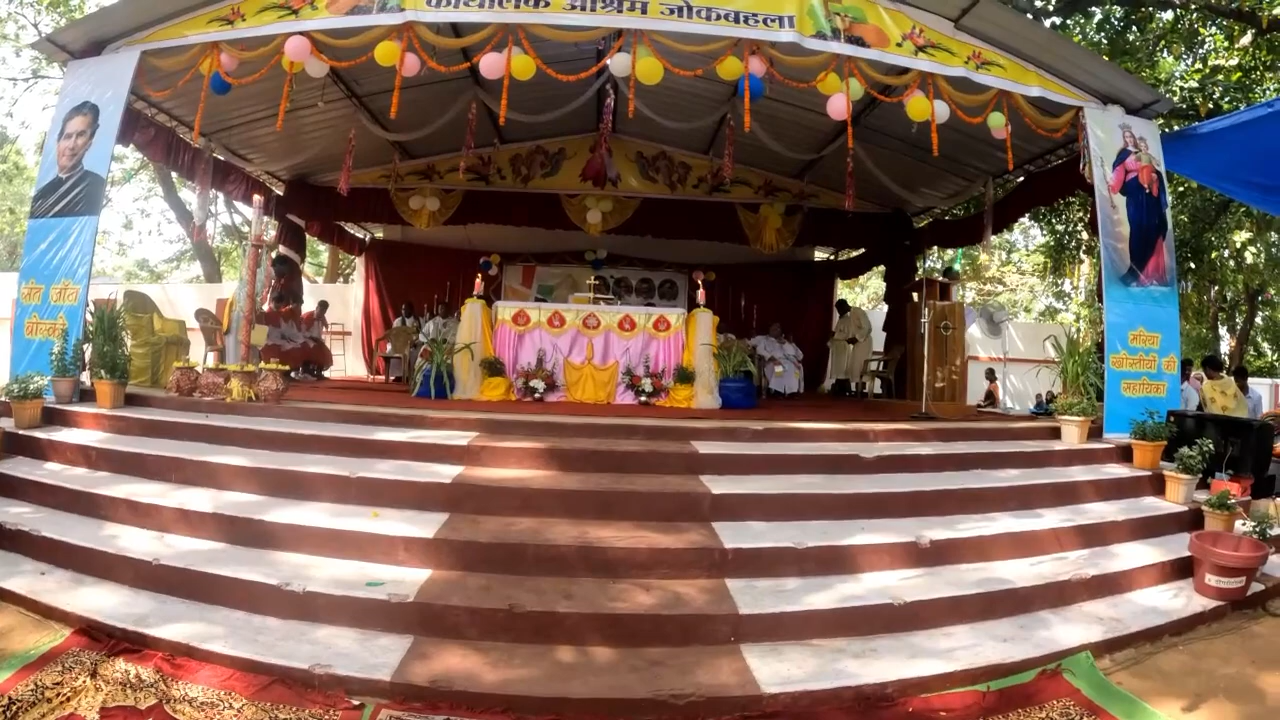 कार्यालक आश्रम जोकबहला
संत जॉन
बोस्को
मरिया
ख्रीस्तीयों की
सहायिका